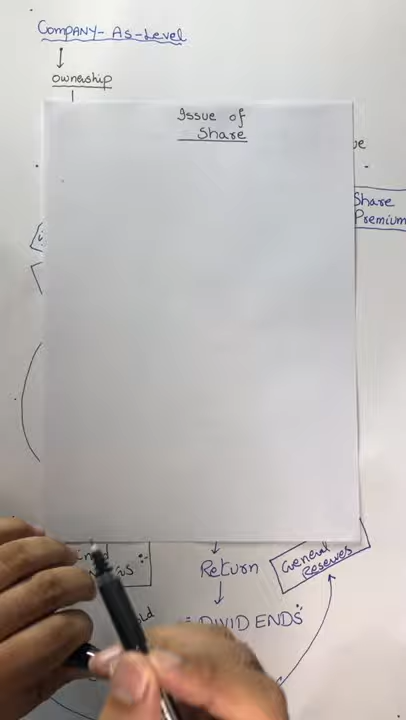 Company- As-Level
ownership
Issue of
Share
Share
Premium
Return
General
Reserves
DIVIDENDS